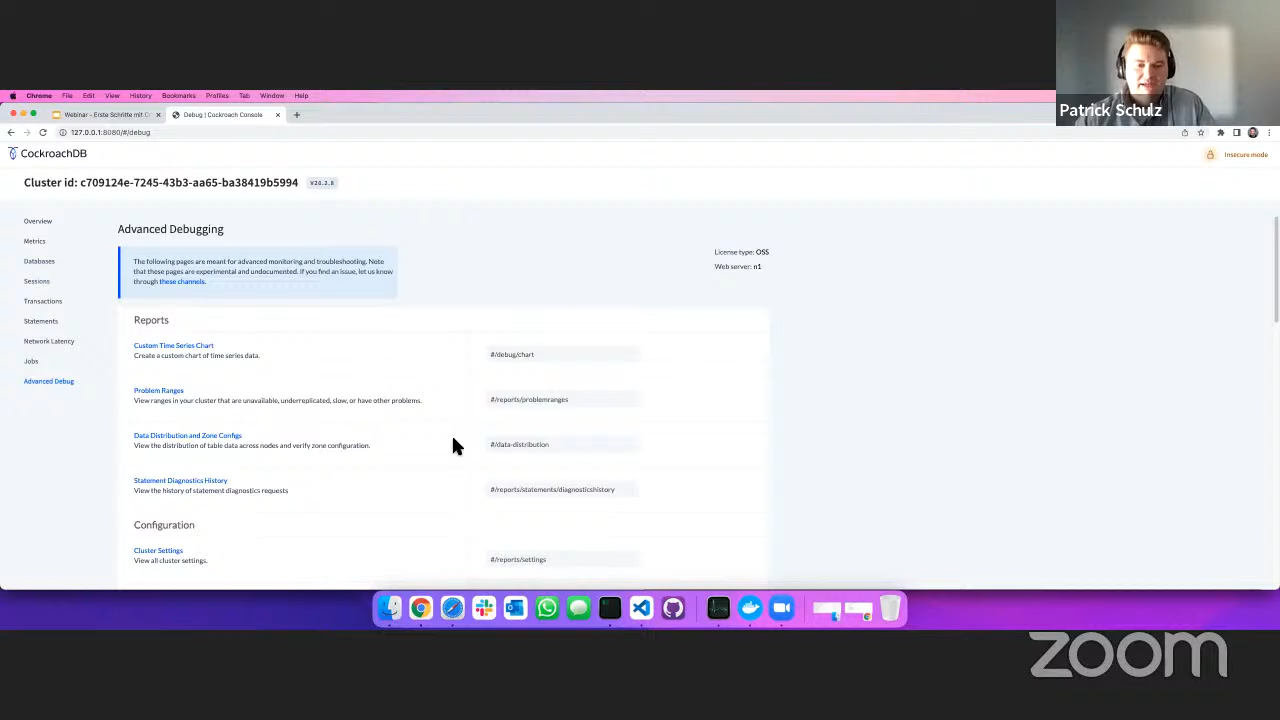 Patrick Schulz
Chrome File Edit View History Bookmarks Profiles Tab Window Help
Webinar - Erste Schritte mit C
Debug | Cockroach Console
127.0.0.1:8080/#/debug
CockroachDB
Insecure mode
Cluster id: c709124e-7245-43b3-aa65-ba38419b5994
Overview
Metrics
Databases
Sessions
Transactions
Statements
Network Latency
Jobs
Advanced Debug
Advanced Debugging
The following pages are meant for advanced monitoring and troubleshooting. Note
that these pages are experimental and undocumented. If you find an issue, let us know
through these channels.
License type: OSS
Web server: n1
Reports
Custom Time Series Chart
Create a custom chart of time series data.
#/debug/chart
Problem Ranges
View ranges in your cluster that are unavailable, underreplicated, slow, or have other problems.
#/reports/problemranges
Data Distribution and Zone Configs
View the distribution of table data across nodes and verify zone configuration.
#/data-distribution
Statement Diagnostics History
View the history of statement diagnostics requests
#/reports/statements/diagnosticshistory
Configuration
Cluster Settings
View all cluster settings.
#/reports/settings
zoom